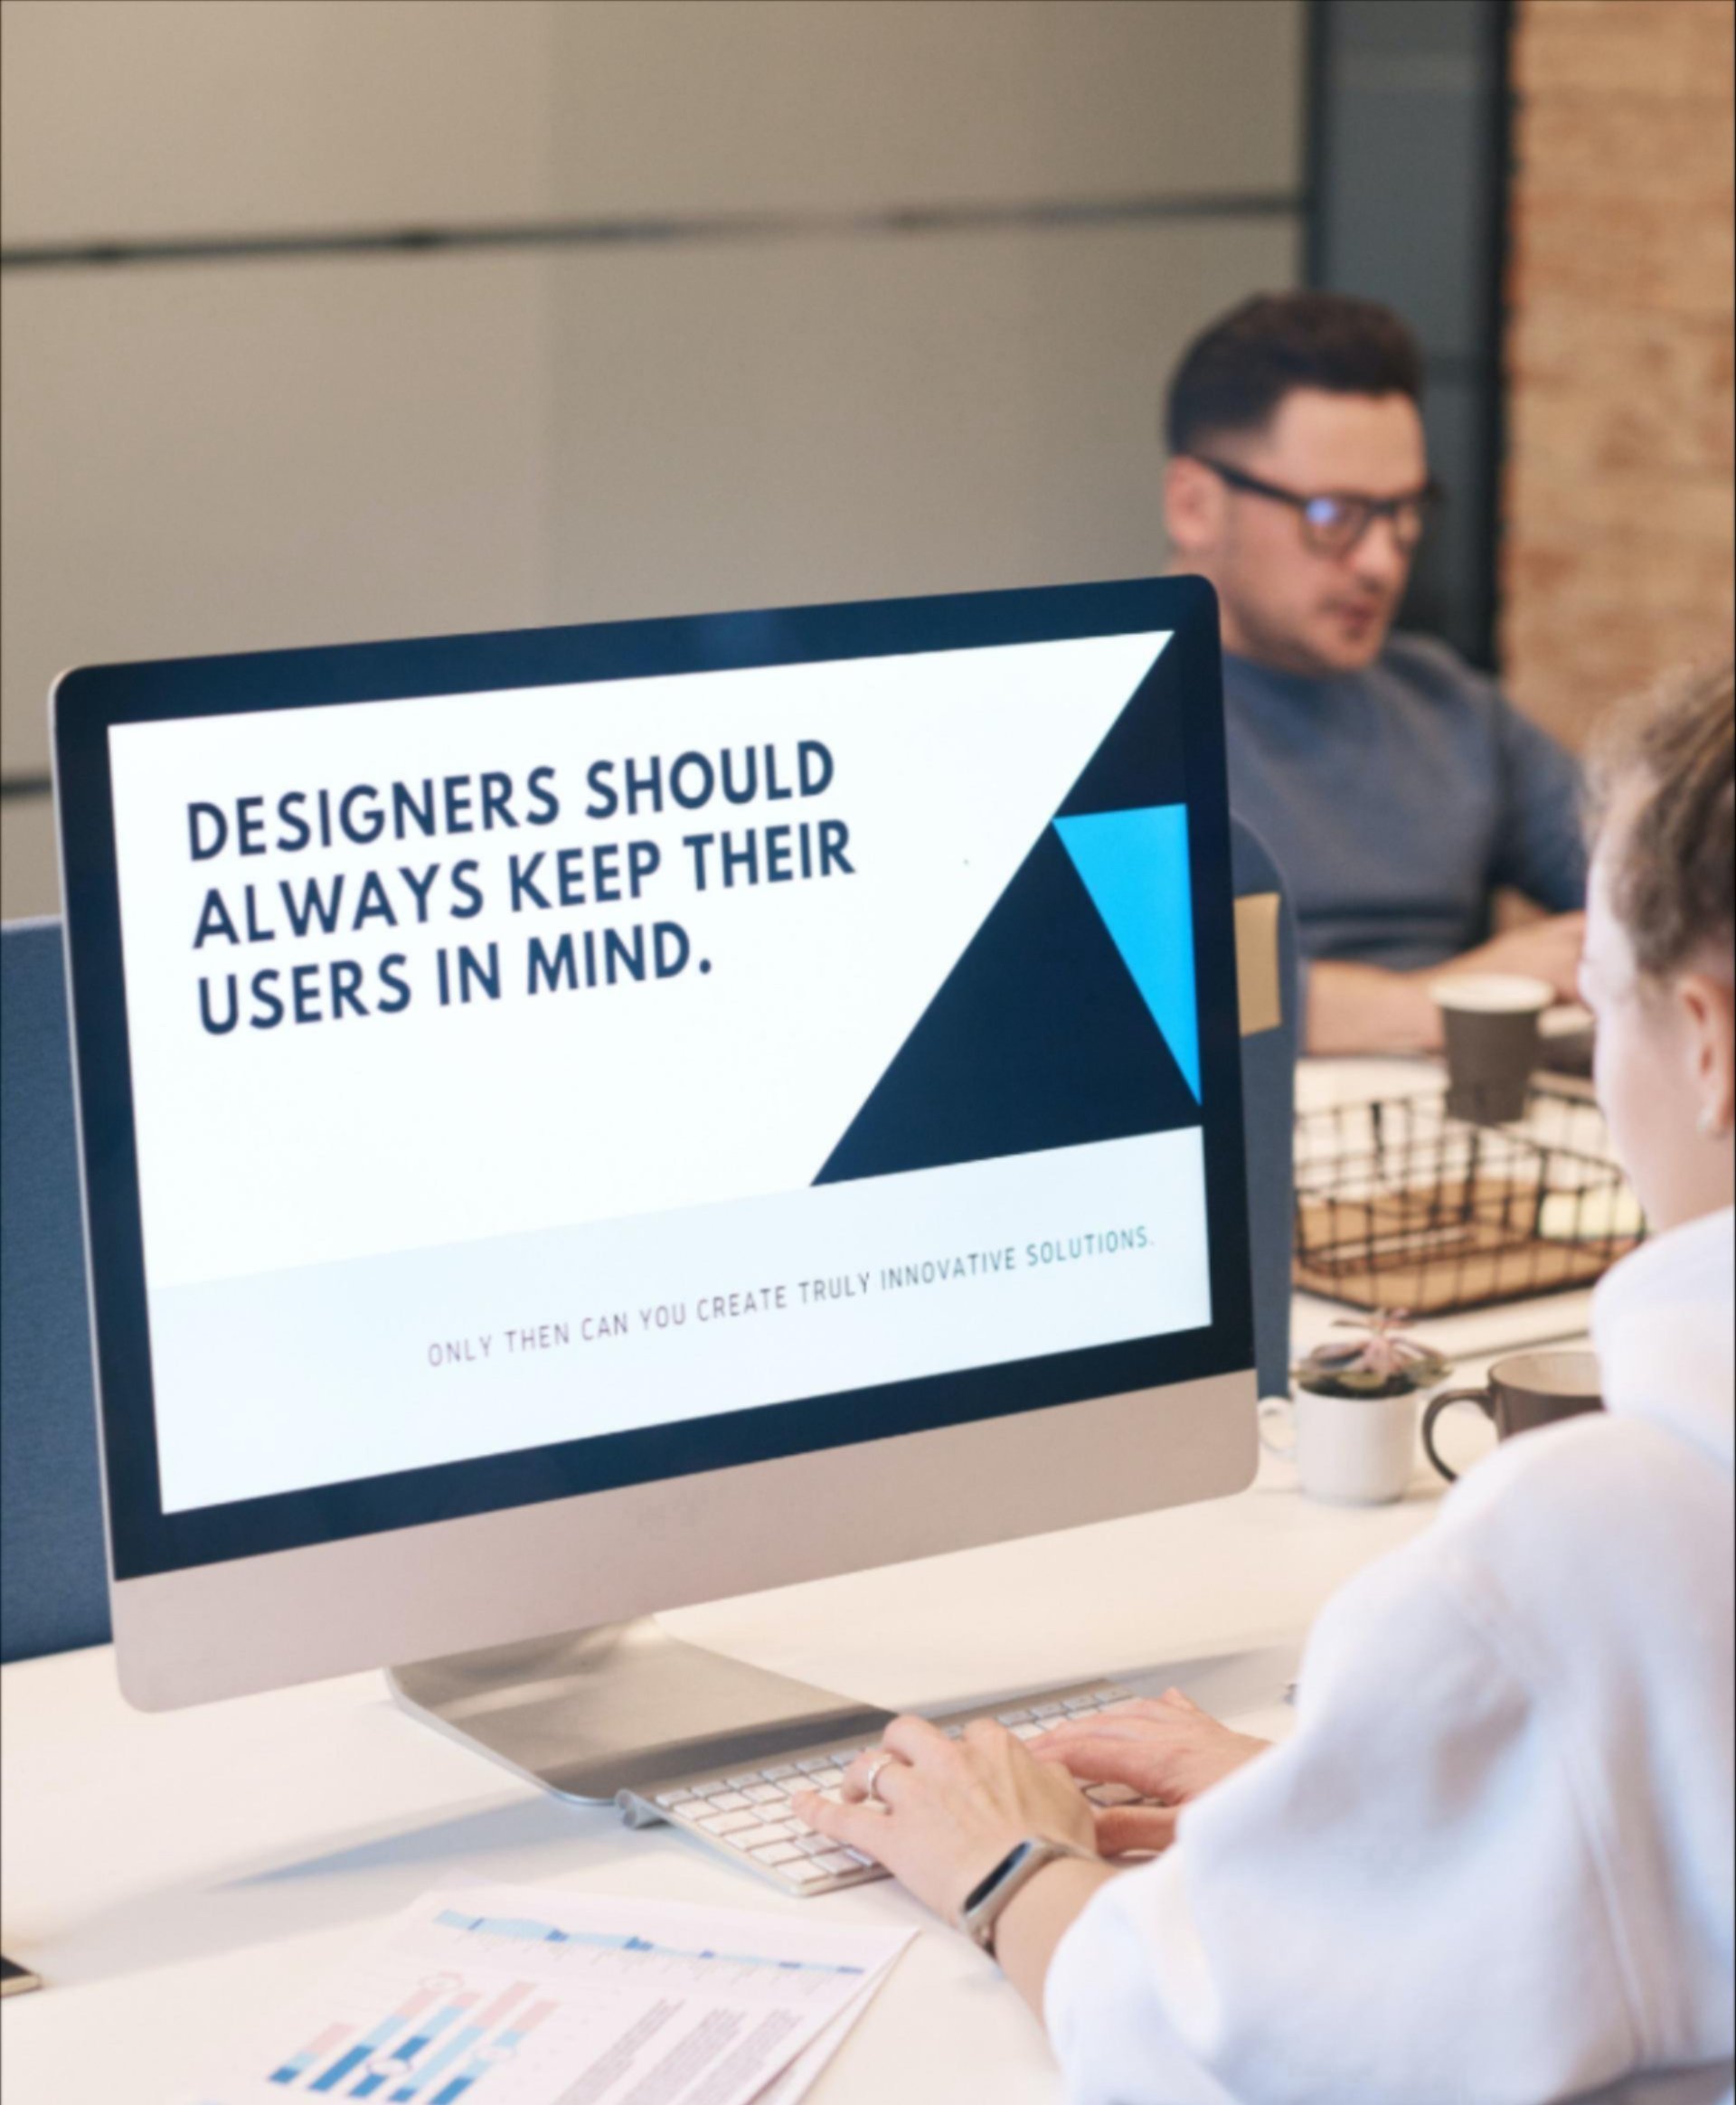 DESIGNERS SHOULD
ALWAYS KEEP THEIR
USERS IN MIND.
ONLY THEN CAN YOU CREATE TRULY INNOVATIVE SOLUTIONS.